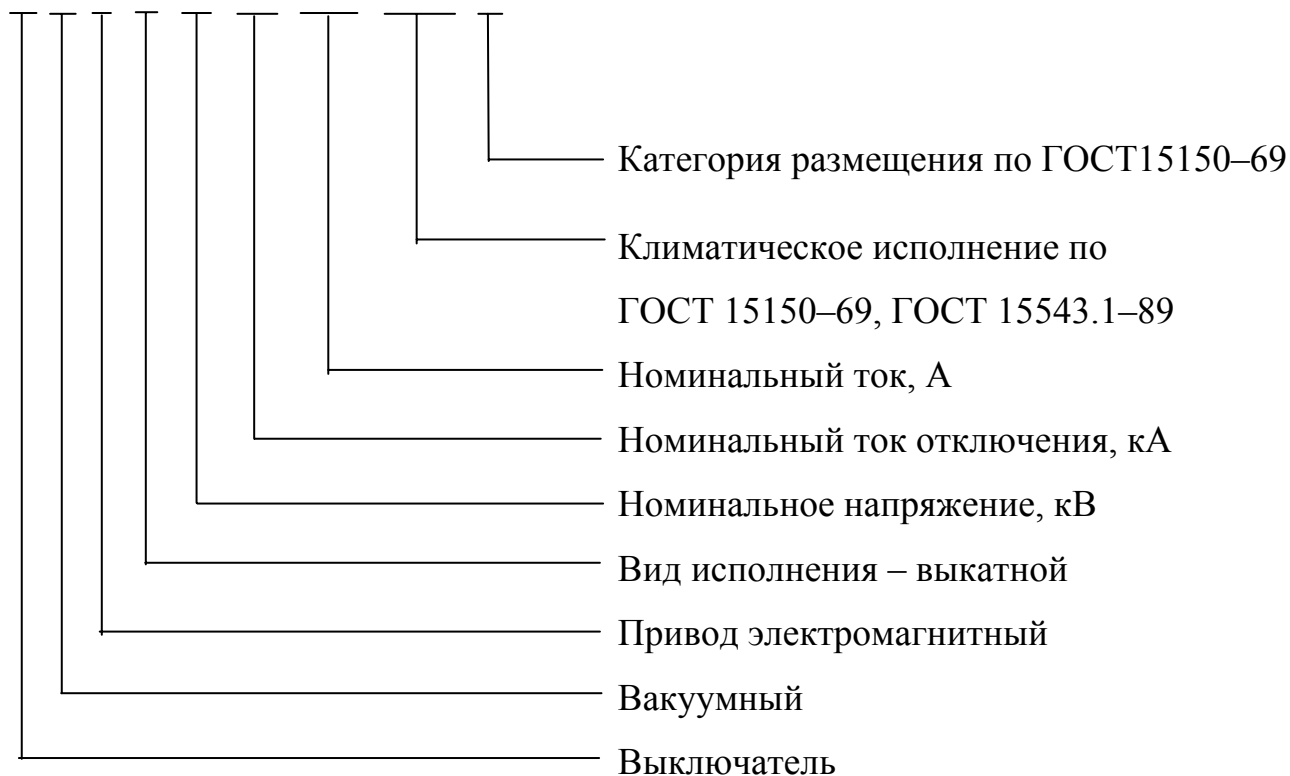 Категория размещения по ГОСТ15150–69
Климатическое исполнение по
ГОСТ 15150–69, ГОСТ 15543.1–89
Номинальный ток, А
Номинальный ток отключения, кА
Номинальное напряжение, кВ
Вид исполнения – выкатной
Привод электромагнитный
Вакуумный
Выключатель